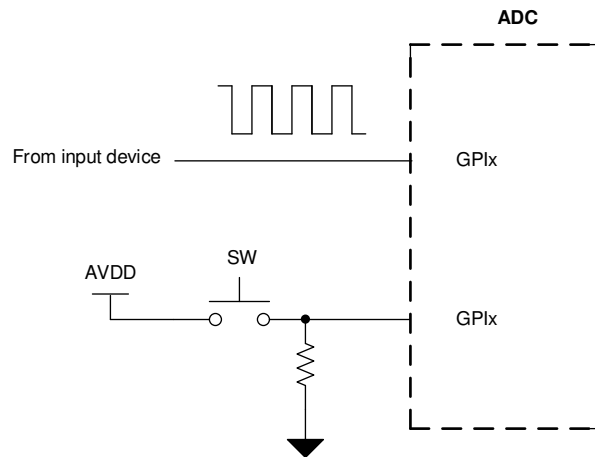 ADC
From input device
GPIx
AVDD
SW
GPIx